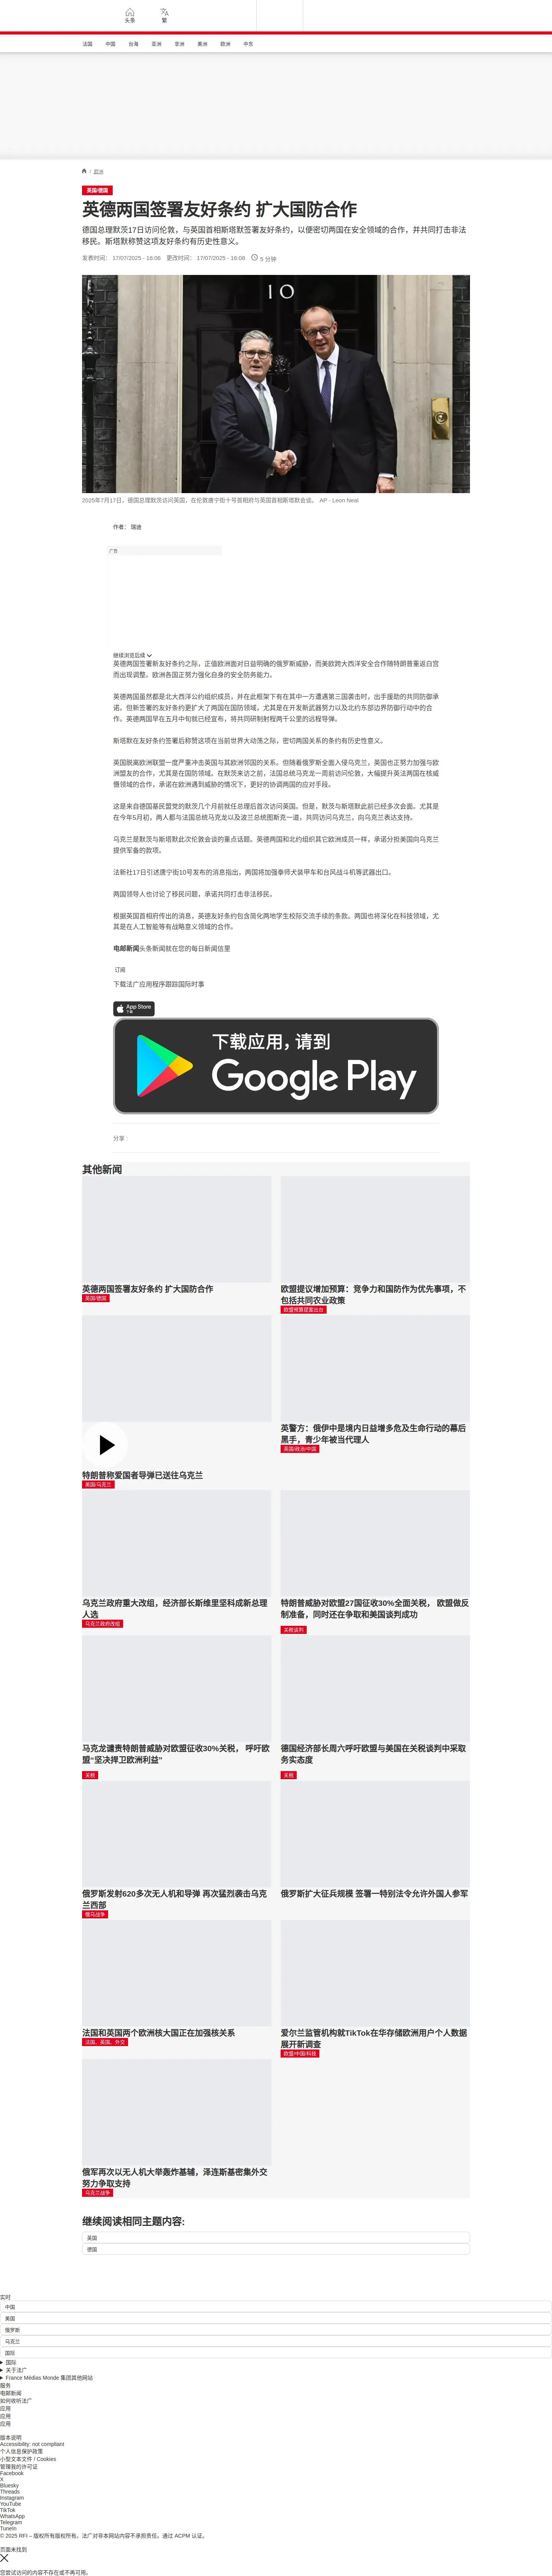 头条
繁
法国
中国
台海
亚洲
非洲
美洲
欧洲
中东
欧洲
英国/德国
英德两国签署友好条约 扩大国防合作
德国总理默茨17日访问伦敦，与英国首相斯塔默签署友好条约，以便密切两国在安全领域的合作，并共同打击非法
移民。斯塔默称赞这项友好条约有历史性意义。
发表时间： 17/07/2025 - 16:06 更改时间： 17/07/2025 - 16:08 5 分钟
10
2025年7月17日，德国总理默茨访问英国，在伦敦唐宁街十号首相府与英国首相斯塔默会谈。 AP - Leon Neal
作者： 瑞迪
广告
继续浏览后续
英德两国签署新友好条约之际，正值欧洲面对日益明确的俄罗斯威胁，而美欧跨大西洋安全合作随特朗普重返白宫
而出现调整。欧洲各国正努力强化自身的安全防务能力。
英德两国虽然都是北大西洋公约组织成员，并在此框架下有在其中一方遭遇第三国袭击时，出手援助的共同防御承
诺。但新签署的友好条约更扩大了两国在国防领域，尤其是在开发新武器努力以及北约东部边界防御行动中的合
作。英德两国早在五月中旬就已经宣布，将共同研制射程两千公里的远程导弹。
斯塔默在友好条约签署后称赞这项在当前世界大动荡之际，密切两国关系的条约有历史性意义。
英国脱离欧洲联盟一度严重冲击英国与其欧洲邻国的关系。但随着俄罗斯全面入侵乌克兰，英国也正努力加强与欧
洲盟友的合作，尤其是在国防领域。在默茨来访之前，法国总统马克龙一周前访问伦敦，大幅提升英法两国在核威
慑领域的合作，承诺在欧洲遇到威胁的情况下，更好的协调两国的应对手段。
这是来自德国基民盟党的默茨几个月前就任总理后首次访问英国。但是，默茨与斯塔默此前已经多次会面。尤其是
在今年5月初，两人都与法国总统马克龙以及波兰总统图斯克一道，共同访问乌克兰，向乌克兰表达支持。
乌克兰是默茨与斯塔默此次伦敦会谈的重点话题。英德两国和北约组织其它欧洲成员一样，承诺分担美国向乌克兰
提供军备的款项。
法新社17日引述唐宁街10号发布的消息指出，两国将加强泰师犬装甲车和台风战斗机等武器出口。
两国领导人也讨论了移民问题，承诺共同打击非法移民。
根据英国首相府传出的消息，英德友好条约包含简化两地学生校际交流手续的条款。两国也将深化在科技领域，尤
其是在人工智能等有战略意义领域的合作。
电邮新闻头条新闻就在您的每日新闻信里
订阅
下载法广应用程序跟踪国际时事
App Store
下载
下载应用，请到
Google Play
分享 :
其他新闻
英德两国签署友好条约 扩大国防合作
英国/德国
欧盟提议增加预算：竞争力和国防作为优先事项，不
包括共同农业政策
欧盟预算提案出台
特朗普称爱国者导弹已送往乌克兰
美国/乌克兰
英警方：俄伊中是境内日益增多危及生命行动的幕后
黑手，青少年被当代理人
英国/政治/中国
乌克兰政府重大改组，经济部长斯维里坚科成新总理
人选
乌克兰政府改组
特朗普威胁对欧盟27国征收30%全面关税， 欧盟做反
制准备，同时还在争取和美国谈判成功
关税谈判
马克龙谴责特朗普威胁对欧盟征收30%关税， 呼吁欧
盟“坚决捍卫欧洲利益”
关税
德国经济部长周六呼吁欧盟与美国在关税谈判中采取
务实态度
关税
俄罗斯发射620多次无人机和导弹 再次猛烈袭击乌克
兰西部
俄乌战争
俄罗斯扩大征兵规模 签署一特别法令允许外国人参军
法国和英国两个欧洲核大国正在加强核关系
法国、英国、外交
爱尔兰监管机构就TikTok在华存储欧洲用户个人数据
展开新调查
欧盟/中国/科技
俄军再次以无人机大举轰炸基辅，泽连斯基密集外交
努力争取支持
乌克兰战争
继续阅读相同主题内容:
英国
德国
实时
中国
美国
俄罗斯
乌克兰
国际
国际
关于法广
France Médias Monde 集团其他网站
服务
电邮新闻
如何收听法广
应用
应用
应用
版本说明
Accessibility: not compliant
个人信息保护政策
小型文本文件 / Cookies
管理我的许可证
Facebook
X
Bluesky
Threads
Instagram
YouTube
TikTok
WhatsApp
Telegram
TuneIn
© 2025 RFI – 版权所有版权所有。法广对非本网站内容不承担责任。通过 ACPM 认证。
页面未找到
您尝试访问的内容不存在或不再可用。